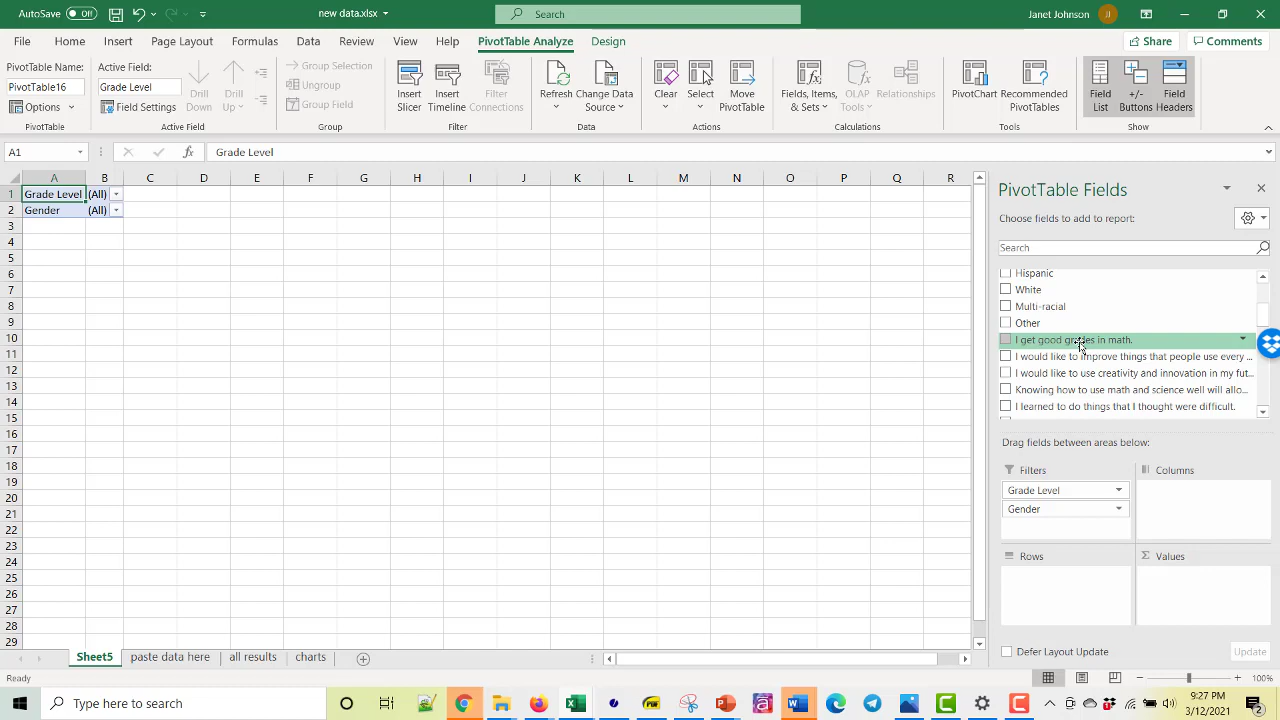 AutoSave Off new data.xlsx Search Janet Johnson JJ
File Home Insert Page Layout Formulas Data Review View Help PivotTable Analyze Design Share Comments
PivotTable Name: Active Field: Group Selection
PivotTable16 Grade Level Ungroup
Options Field Settings Group Field
Drill Down Drill Up
Insert Slicer Insert Timeline Filter Connections
Refresh Change Data Source
Clear Select Move PivotTable
Fields, Items, & Sets OLAP Tools Relationships
PivotChart Recommended PivotTables
Field List +/- Buttons Field Headers
PivotTable Active Field Group Filter Data Actions Calculations Tools Show
A1 fx Grade Level
A B C D E F G H I J K L M N O P Q R
1 Grade Level (All)
2 Gender (All)
3
4
5
6
7
8
9
10
11
12
13
14
15
16
17
18
19
20
21
22
23
24
25
26
27
28
29
PivotTable Fields
Choose fields to add to report:
Search
Hispanic
White
Multi-racial
Other
I get good grades in math.
I would like to improve things that people use every ...
I would like to use creativity and innovation in my fut...
Knowing how to use math and science well will allo...
I learned to do things that I thought were difficult.
Drag fields between areas below:
Filters Columns
Grade Level
Gender
Rows Σ Values
Defer Layout Update Update
Sheet5 paste data here all results charts
100%
Type here to search
9:27 PM
3/12/2021
2